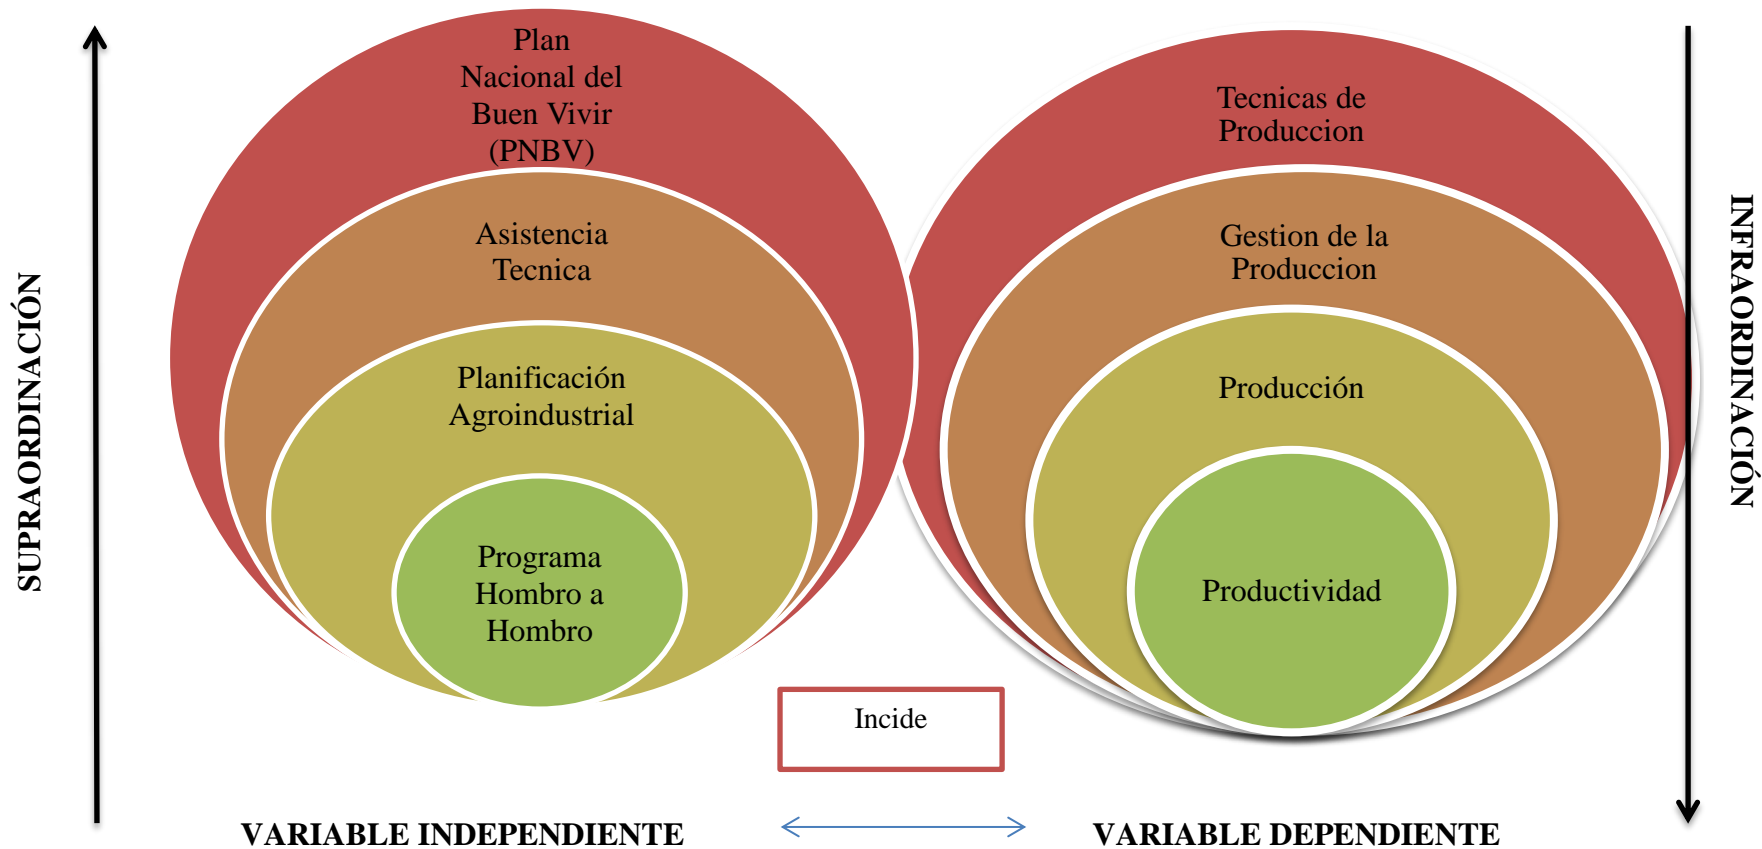 SUPRAORDINACIÓN
Plan
Nacional del
Buen Vivir
(PNBV)
Asistencia
Tecnica
Planificación
Agroindustrial
Programa
Hombro a
Hombro
Tecnicas de
Produccion
Gestion de la
Produccion
Producción
Productividad
INFRAORDINACIÓN
Incide
VARIABLE INDEPENDIENTE
VARIABLE DEPENDIENTE